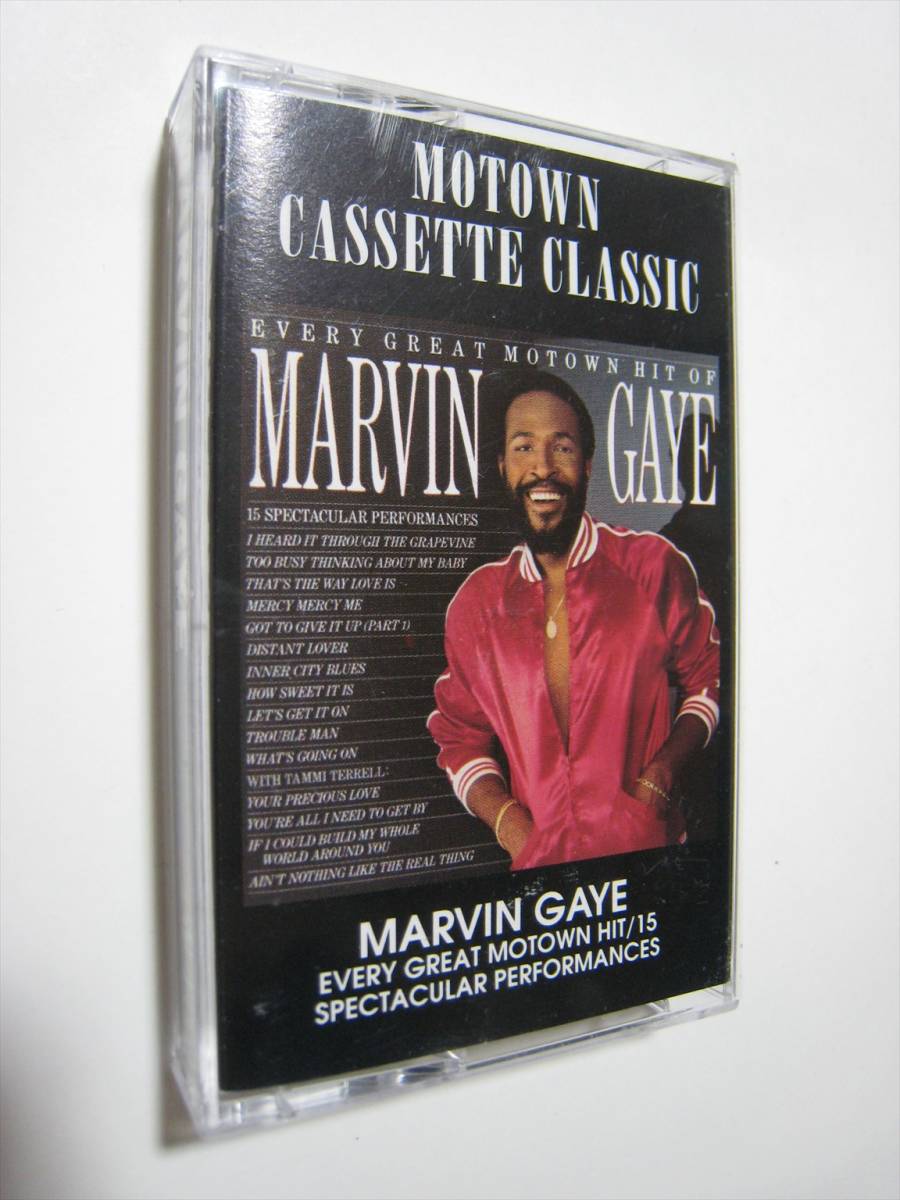 MOTOWN
CASSETTE CLASSIC
EVERY GREAT MOTOWN HIT OF
MARVIN GAYE
15 SPECTACULAR PERFORMANCES
I HEARD IT THROUGH THE GRAPEVINE
TOO BUSY THINKING ABOUT MY BABY
THAT'S THE WAY LOVE IS
MERCY MERCY ME
GOT TO GIVE IT UP (PART 1)
DISTANT LOVER
INNER CITY BLUES
HOW SWEET IT IS
LET'S GET IT ON
TROUBLE MAN
WHAT'S GOING ON
WITH TAMMI TERRELL:
YOUR PRECIOUS LOVE
YOU'RE ALL I NEED TO GET BY
IF I COULD BUILD MY WHOLE
WORLD AROUND YOU
AIN'T NOTHING LIKE THE REAL THING
MARVIN GAYE
EVERY GREAT MOTOWN HIT/15
SPECTACULAR PERFORMANCES